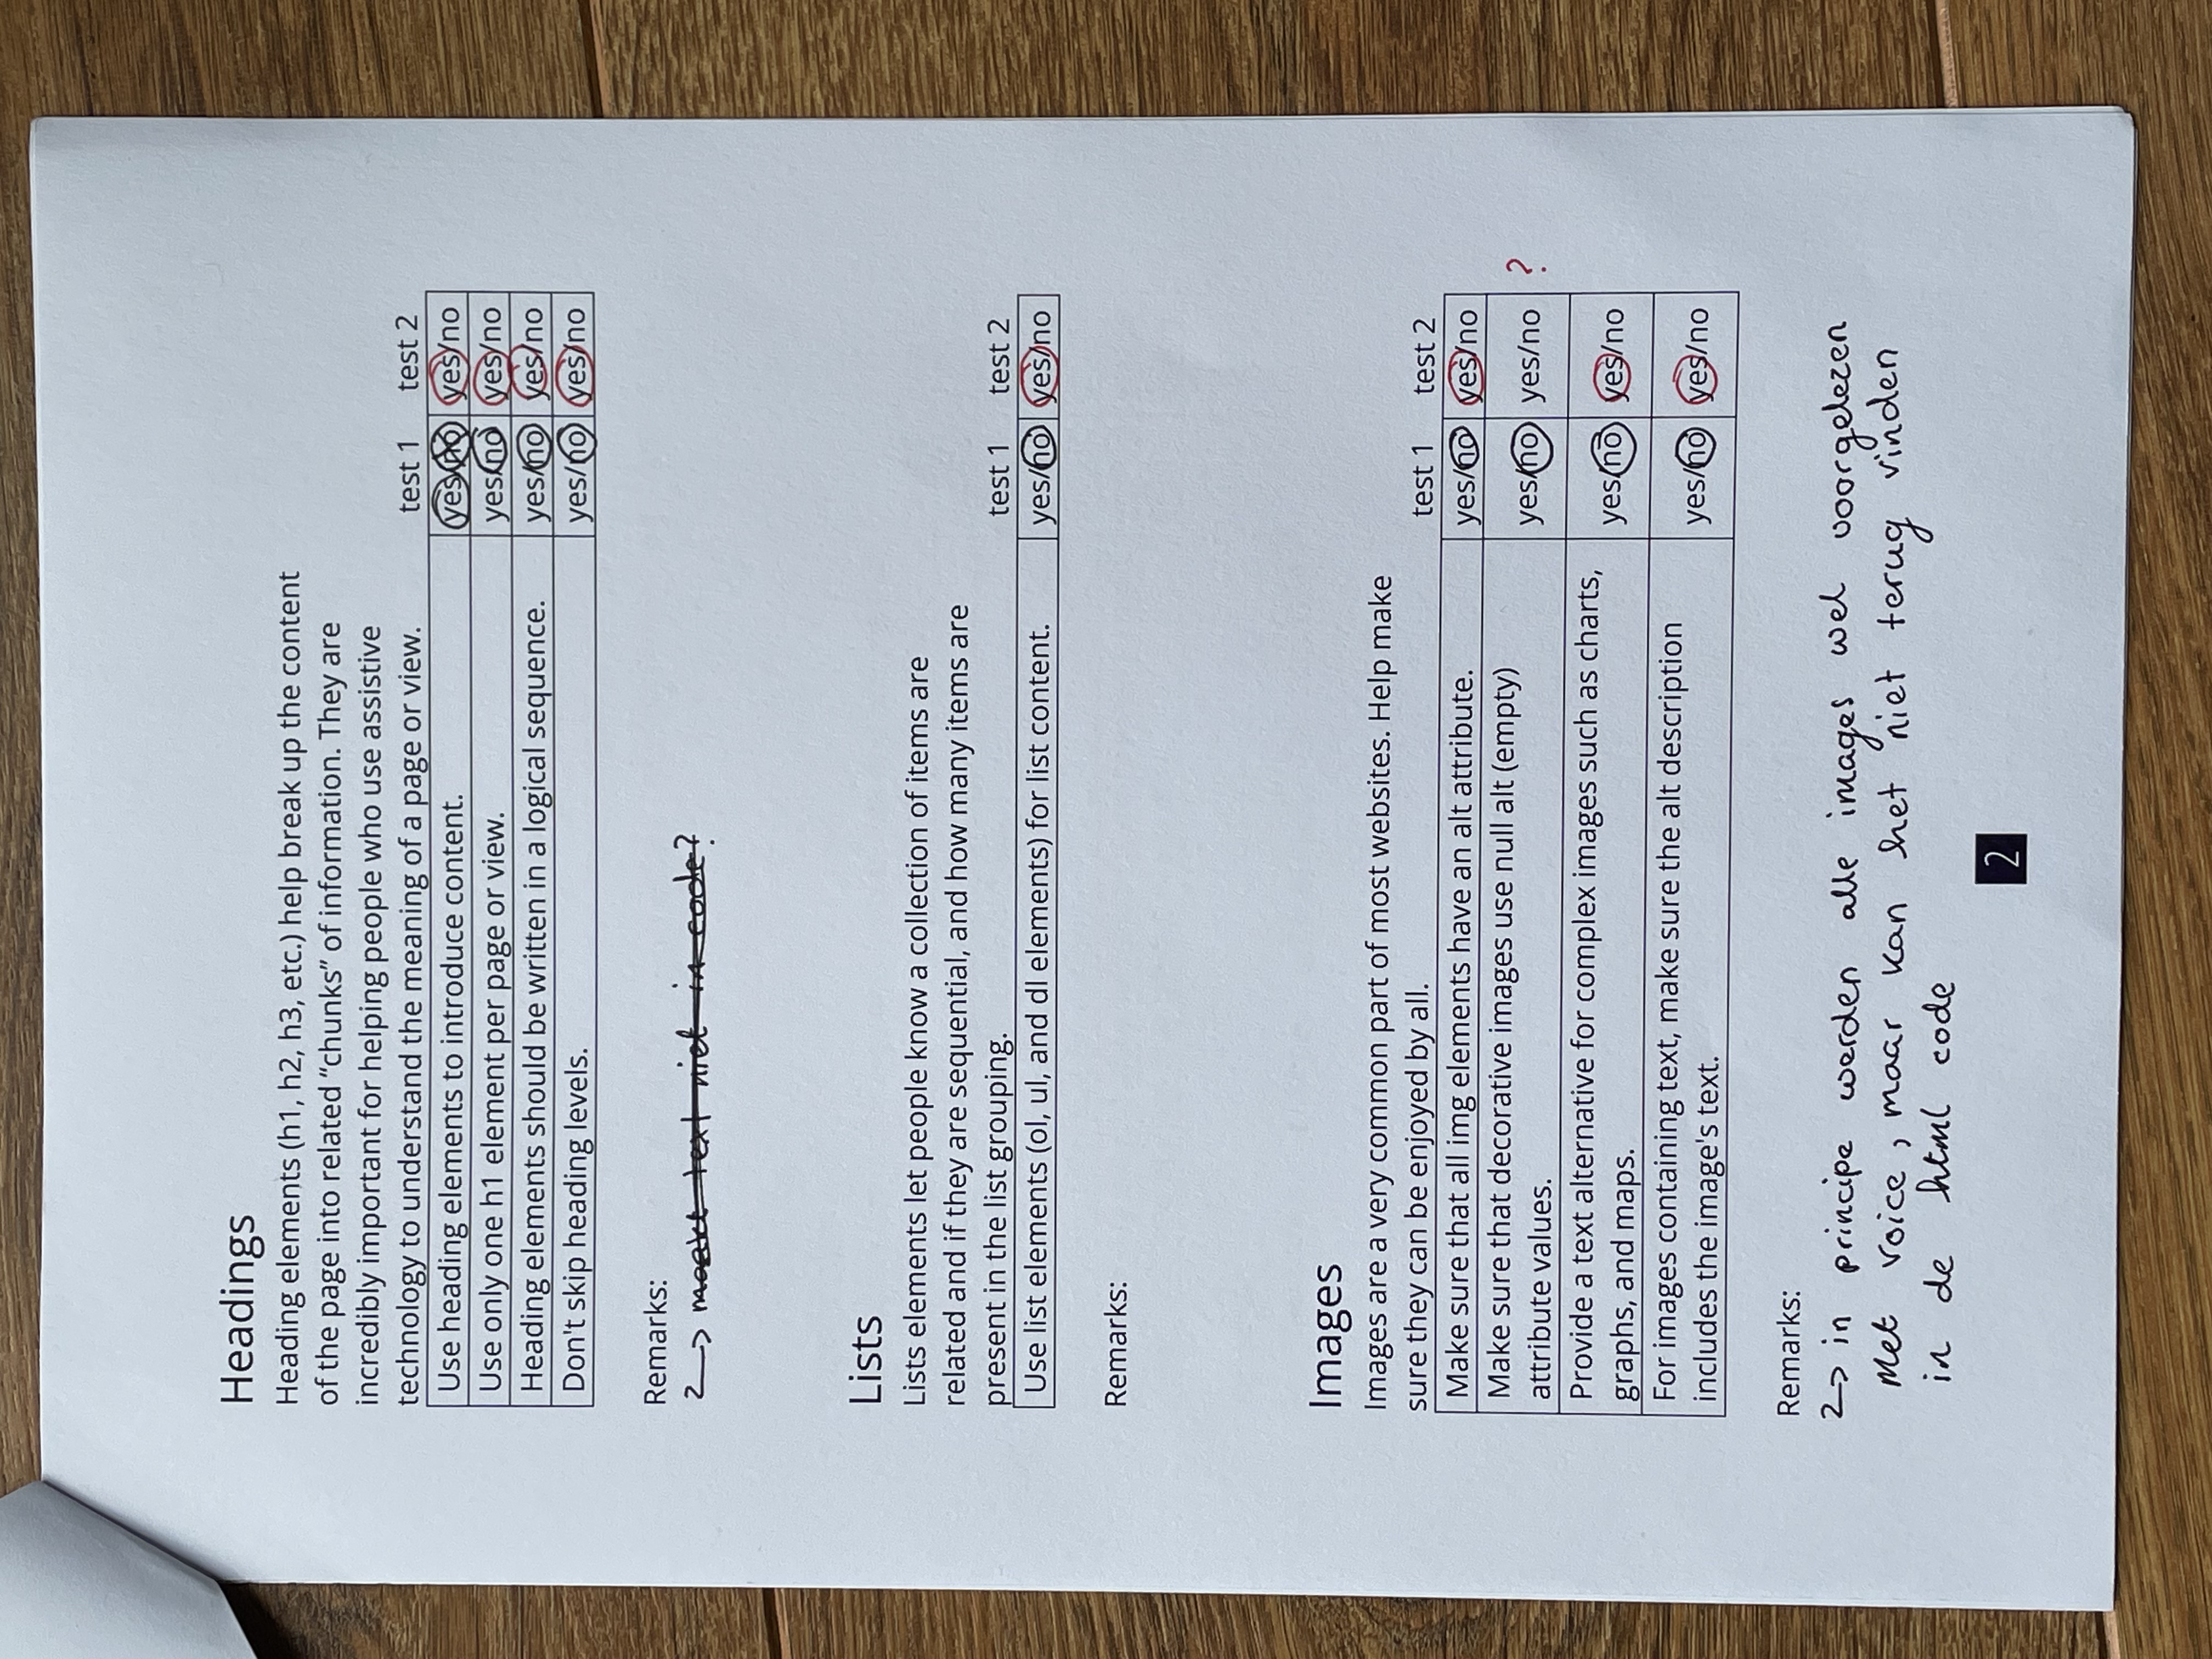 Headings
Heading elements (h1, h2, h3, etc.) help break up the content
of the page into related “chunks” of information. They are
incredibly important for helping people who use assistive
technology to understand the meaning of a page or view. test 1 test 2
Use heading elements to introduce content. yes/no yes/no
Use only one h1 element per page or view. yes/no yes/no
Heading elements should be written in a logical sequence. yes/no yes/no
Don't skip heading levels. yes/no yes/no
Remarks:
2→ text niet in code?
Lists
Lists elements let people know a collection of items are
related and if they are sequential, and how many items are
present in the list grouping. test 1 test 2
Use list elements (ol, ul, and dl elements) for list content. yes/no yes/no
Remarks:
Images
Images are a very common part of most websites. Help make
sure they can be enjoyed by all. test 1 test 2
Make sure that all img elements have an alt attribute. yes/no yes/no
Make sure that decorative images use null alt (empty)
attribute values. yes/no yes/no ?
Provide a text alternative for complex images such as charts,
graphs, and maps. yes/no yes/no
For images containing text, make sure the alt description
includes the image's text. yes/no yes/no
Remarks:
2→ in principe werden alle images wel voorgelezen
Met voice, maar kan het niet terug vinden
in de html code
2